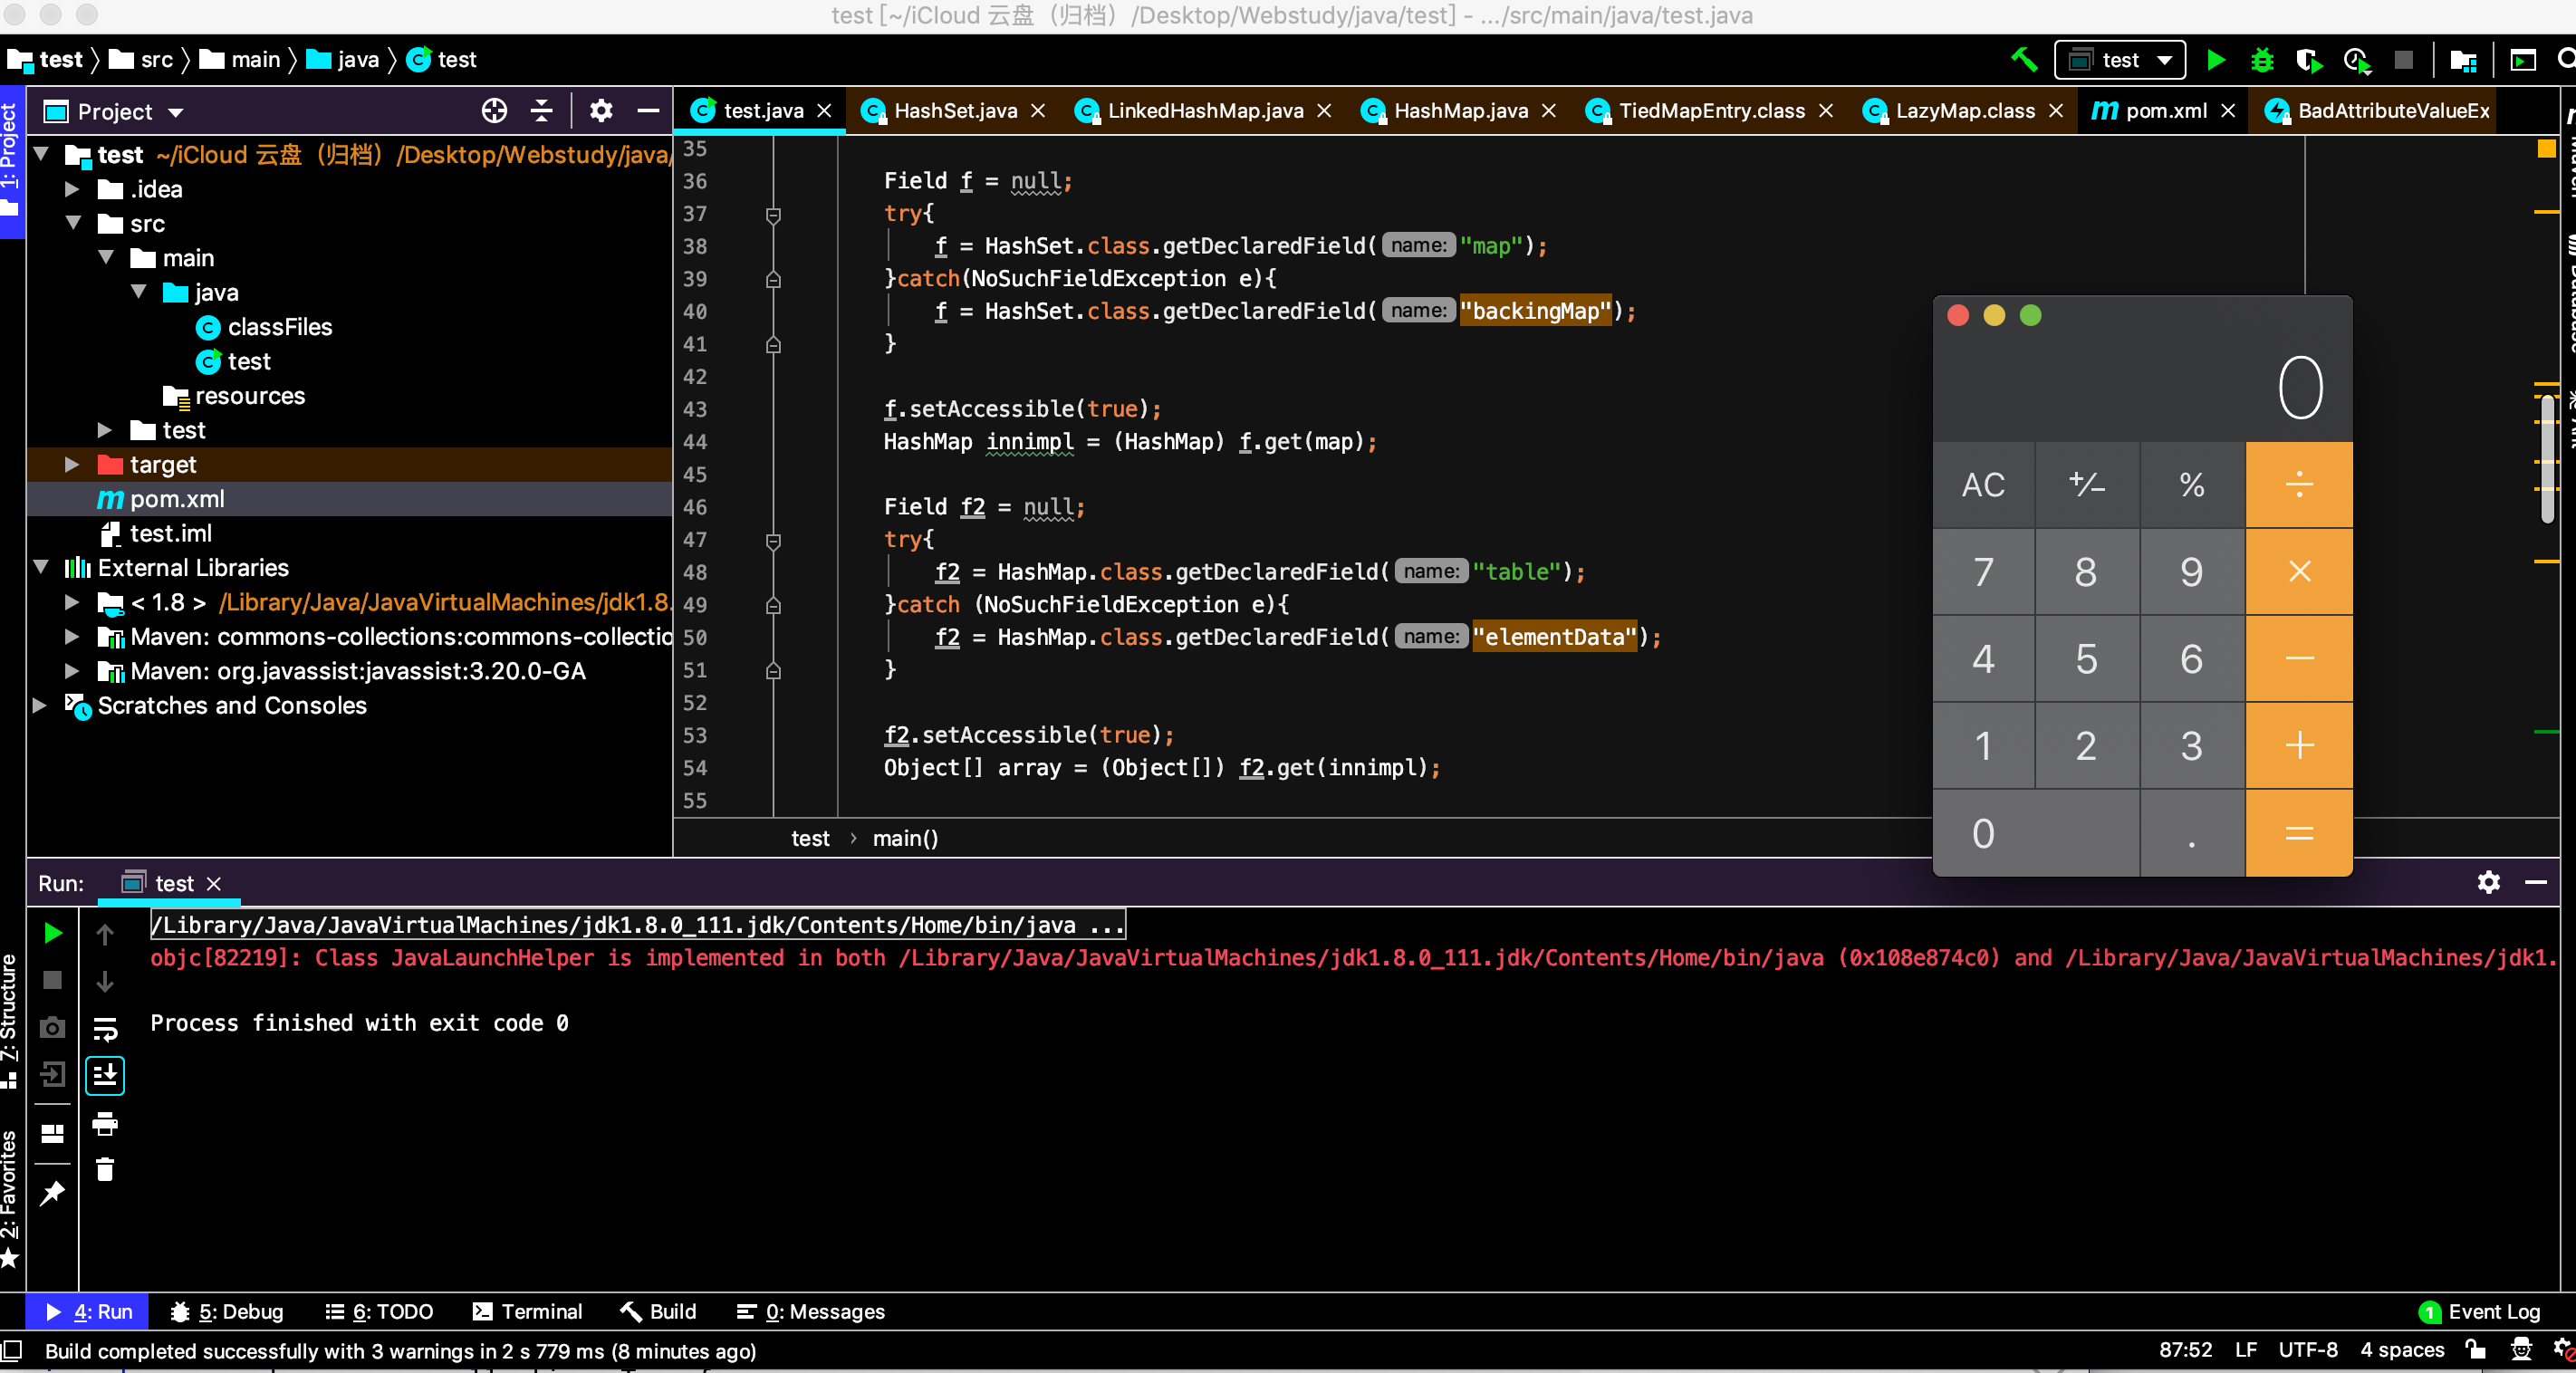 test [~/iCloud 云盘（归档）/Desktop/Webstudy/java/test] - .../src/main/java/test.java
test src main java test
test
1: Project
Project
test.java HashSet.java LinkedHashMap.java HashMap.java TiedMapEntry.class LazyMap.class pom.xml BadAttributeValueEx
test ~/iCloud 云盘（归档）/Desktop/Webstudy/java/
.idea
src
main
java
classFiles
test
resources
test
target
pom.xml
test.iml
External Libraries
< 1.8 > /Library/Java/JavaVirtualMachines/jdk1.8.
Maven: commons-collections:commons-collectio
Maven: org.javassist:javassist:3.20.0-GA
Scratches and Consoles
35
36 Field f = null;
37 try{
38 f = HashSet.class.getDeclaredField( name: "map");
39 }catch(NoSuchFieldException e){
40 f = HashSet.class.getDeclaredField( name: "backingMap");
41 }
42
43 f.setAccessible(true);
44 HashMap innimpl = (HashMap) f.get(map);
45
46 Field f2 = null;
47 try{
48 f2 = HashMap.class.getDeclaredField( name: "table");
49 }catch (NoSuchFieldException e){
50 f2 = HashMap.class.getDeclaredField( name: "elementData");
51 }
52
53 f2.setAccessible(true);
54 Object[] array = (Object[]) f2.get(innimpl);
55
test › main()
0
AC +/− % ÷
7 8 9 ×
4 5 6 −
1 2 3 +
0 . =
Run: test
/Library/Java/JavaVirtualMachines/jdk1.8.0_111.jdk/Contents/Home/bin/java ...
objc[82219]: Class JavaLaunchHelper is implemented in both /Library/Java/JavaVirtualMachines/jdk1.8.0_111.jdk/Contents/Home/bin/java (0x108e874c0) and /Library/Java/JavaVirtualMachines/jdk1.
Process finished with exit code 0
7: Structure
2: Favorites
4: Run 5: Debug 6: TODO Terminal Build 0: Messages 1 Event Log
Build completed successfully with 3 warnings in 2 s 779 ms (8 minutes ago) 87:52 LF UTF-8 4 spaces